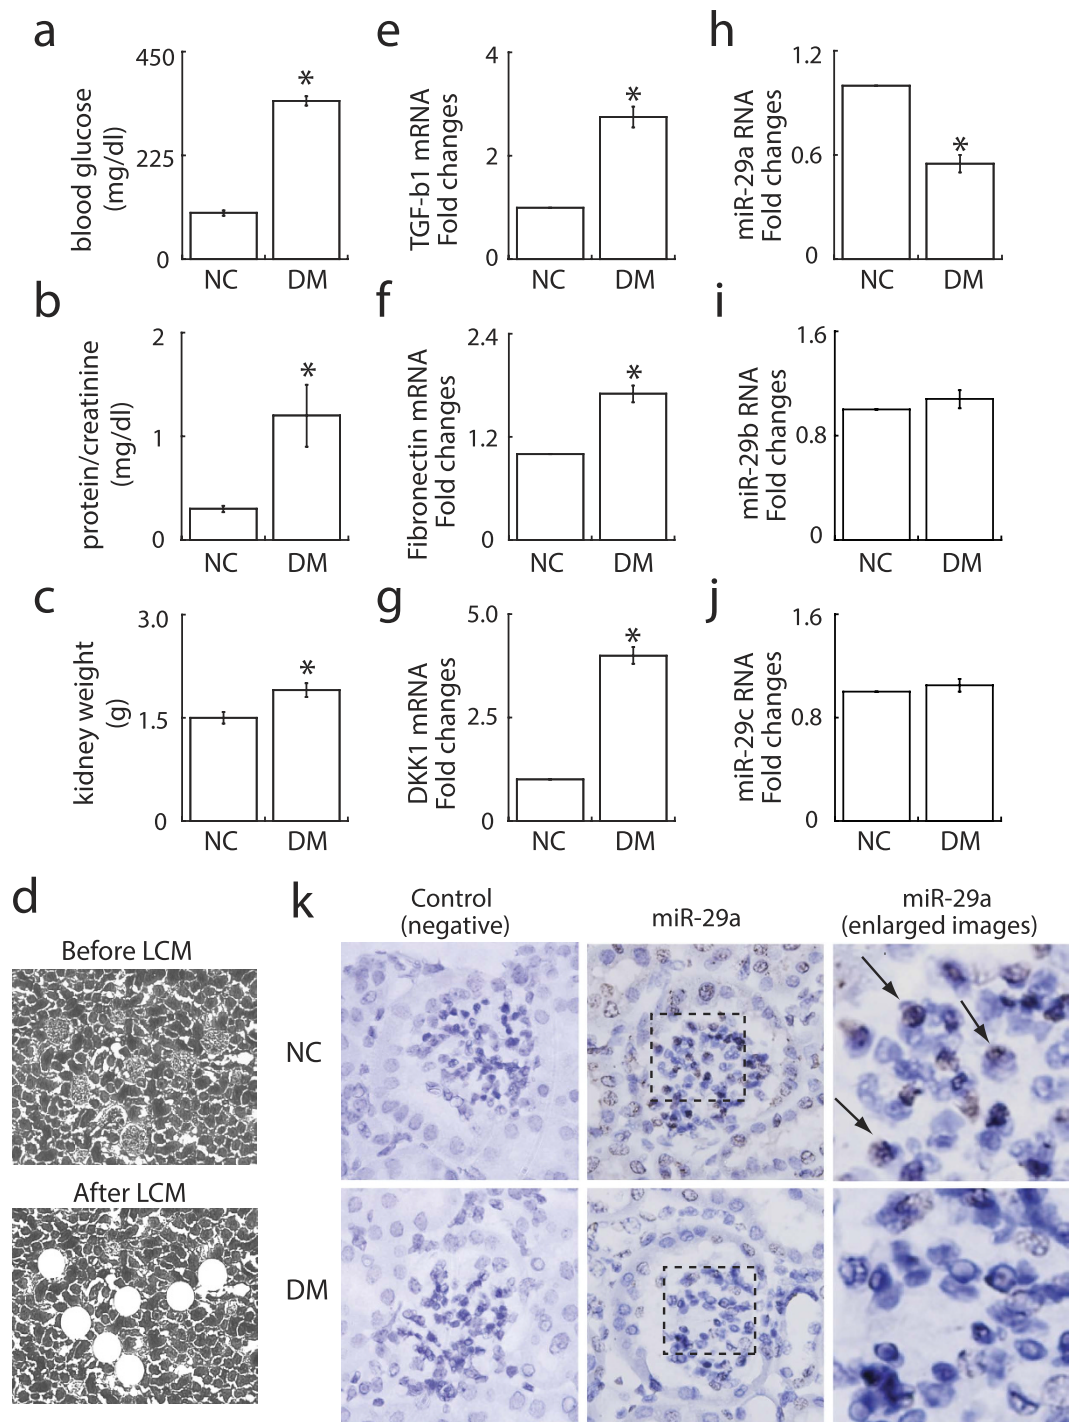 a
450
225
0
blood glucose
(mg/dl)
*
NC DM
b
2
1
0
protein/creatinine
(mg/dl)
*
NC DM
c
3.0
1.5
0
kidney weight
(g)
*
NC DM
d
Before LCM
After LCM
e
4
2
0
TGF-b1 mRNA
Fold changes
*
NC DM
f
2.4
1.2
0
Fibronectin mRNA
Fold changes
*
NC DM
g
5.0
2.5
0
DKK1 mRNA
Fold changes
*
NC DM
h
1.2
0.6
0
miR-29a RNA
Fold changes
*
NC DM
i
1.6
0.8
0
miR-29b RNA
Fold changes
NC DM
j
1.6
0.8
0
miR-29c RNA
Fold changes
NC DM
k
Control
(negative)
miR-29a
miR-29a
(enlarged images)
NC
DM